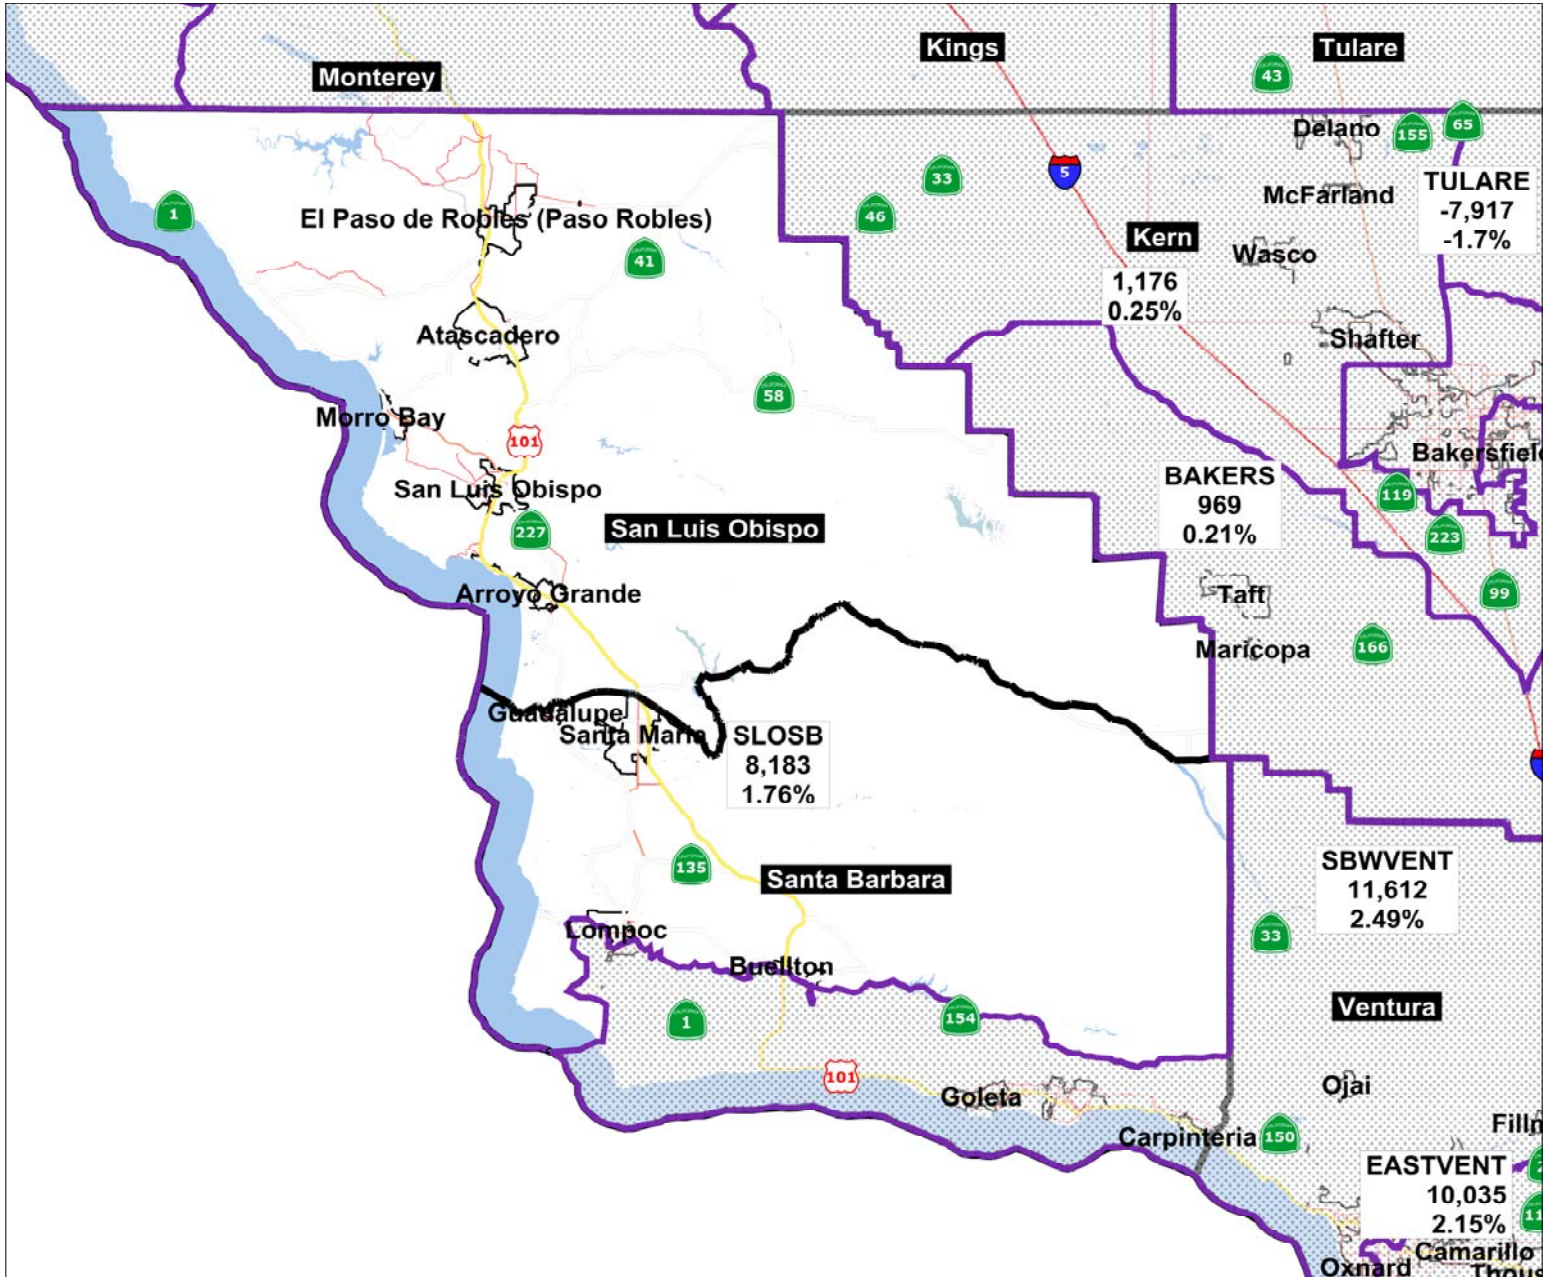 Kings
Tulare
Monterey
43
Delano
155
65
33
5
TULARE
-7,917
-1.7%
McFarland
1
46
El Paso de Robles (Paso Robles)
Kern
Wasco
41
1,176
0.25%
Atascadero
Shafter
58
Morro Bay
101
Bakersfiel
San Luis Obispo
BAKERS
969
0.21%
119
San Luis Obispo
227
223
Arroyo Grande
Taft
99
Maricopa
166
Guadalupe
Santa Maria
SLOSB
8,183
1.76%
135
Santa Barbara
SBWVENT
11,612
2.49%
Lompoc
33
Buellton
1
154
Ventura
101
Goleta
Ojai
Carpinteria
150
Filln
EASTVENT
10,035
2.15%
11
Camarillo
Oxnard
Thous